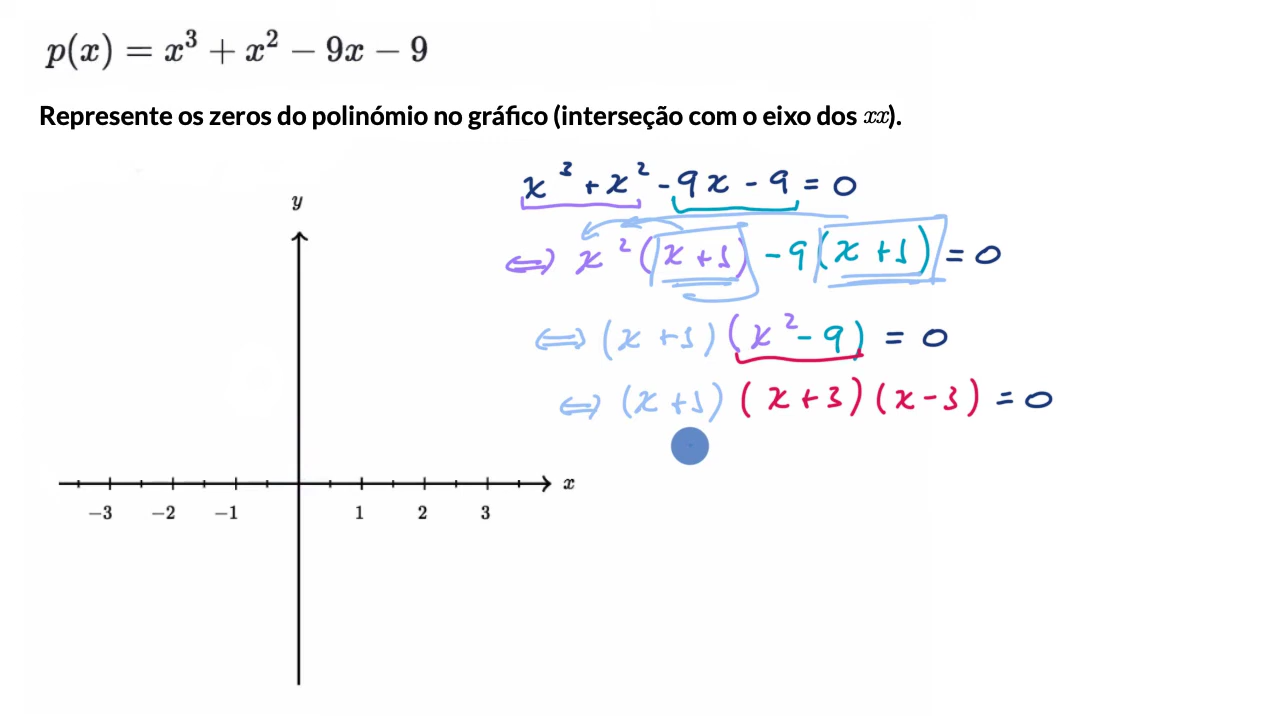 p(x) = x³ + x² − 9x − 9
Represente os zeros do polinómio no gráfico (interseção com o eixo dos xx).
x³ + x² - 9x - 9 = 0
⇔ x² (x + 1) - 9 (x + 1) = 0
⇔ (x + 1) (x² - 9) = 0
⇔ (x + 1) (x + 3) (x - 3) = 0
y
x
−3 −2 −1 1 2 3